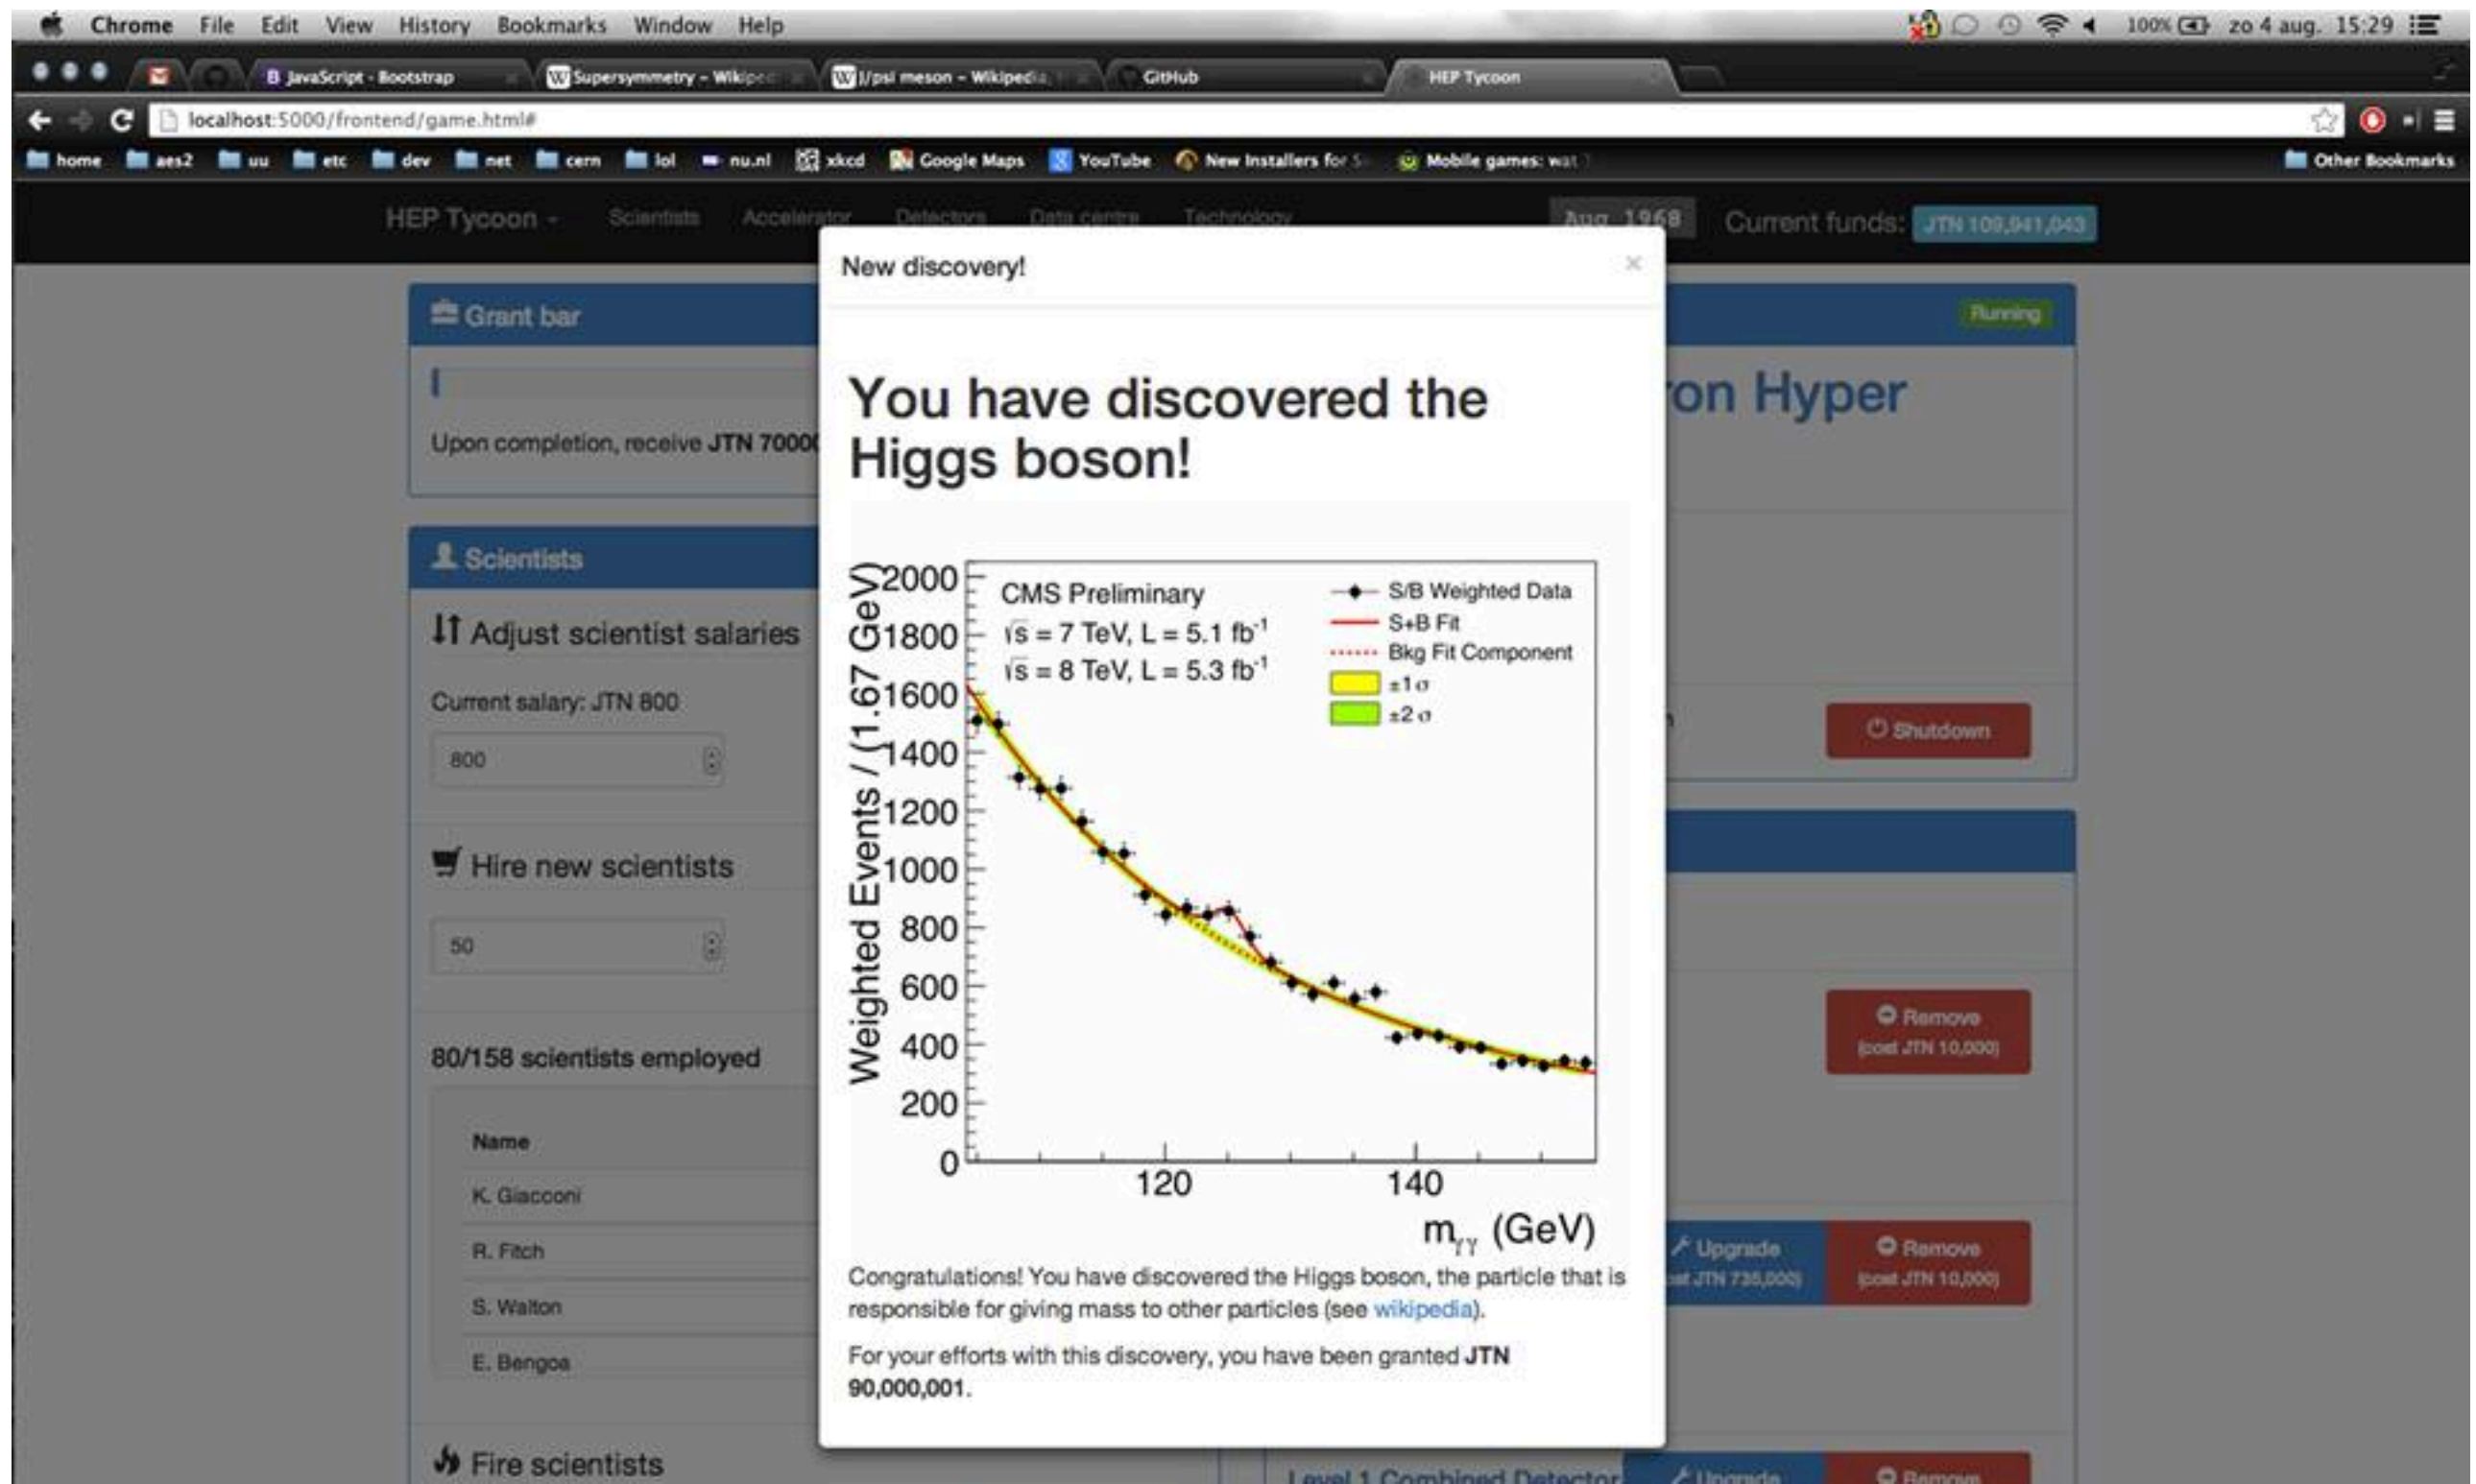 Chrome File Edit View History Bookmarks Window Help 100% zo 4 aug. 15:29
JavaScript - Bootstrap Supersymmetry - Wikiped J/psi meson - Wikipedia, GitHub HEP Tycoon
localhost:5000/frontend/game.html#
home aes2 uu etc dev net cern lol nu.nl xkcd Google Maps YouTube New Installers for S Mobile games: wat Other Bookmarks
HEP Tycoon Scientists Accelerator Detectors Data centre Technology Aug 1968 Current funds: JTN 109,941,043
New discovery!
Grant bar
Running
You have discovered the
Higgs boson!
on Hyper
Upon completion, receive JTN 7000
Scientists
Adjust scientist salaries
Current salary: JTN 800
800
Shutdown
Hire new scientists
50
80/158 scientists employed
Name
K. Giacconi
R. Fitch
S. Walton
E. Bengoa
Fire scientists
Weighted Events / (1.67 GeV)
2000
1800
1600
1400
1200
1000
800
600
400
200
0
CMS Preliminary
√s = 7 TeV, L = 5.1 fb⁻¹
√s = 8 TeV, L = 5.3 fb⁻¹
S/B Weighted Data
S+B Fit
Bkg Fit Component
±1 σ
±2 σ
120 140
mγγ (GeV)
Congratulations! You have discovered the Higgs boson, the particle that is
responsible for giving mass to other particles (see wikipedia).
For your efforts with this discovery, you have been granted JTN
90,000,001.
Remove
(cost JTN 10,000)
Upgrade
JTN 735,000)
Remove
(cost JTN 10,000)
Level 1 Combined Detector
Upgrade
Remove